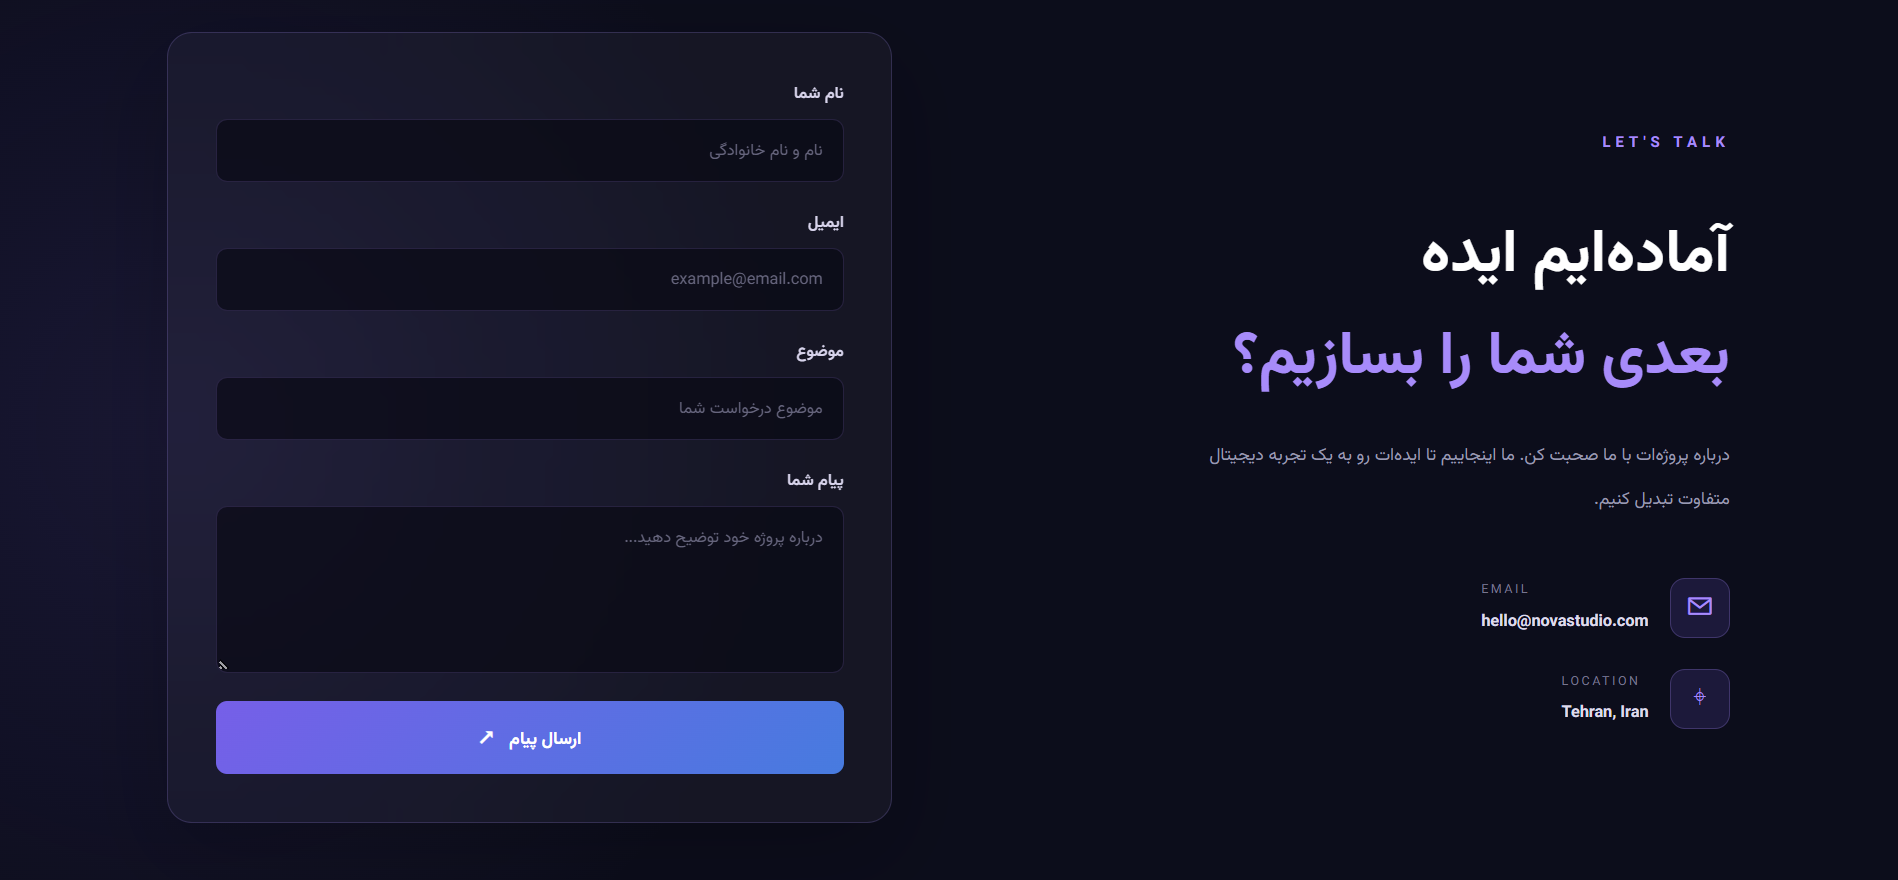 LET'S TALK
آماده‌ایم ایده
بعدی شما را بسازیم؟
درباره پروژه‌ات با ما صحبت کن. ما اینجاییم تا ایده‌ات رو به یک تجربه دیجیتال
متفاوت تبدیل کنیم.
EMAIL
hello@novastudio.com
LOCATION
Tehran, Iran
نام شما
نام و نام خانوادگی
ایمیل
example@email.com
موضوع
موضوع درخواست شما
پیام شما
درباره پروژه خود توضیح دهید...
ارسال پیام ↗